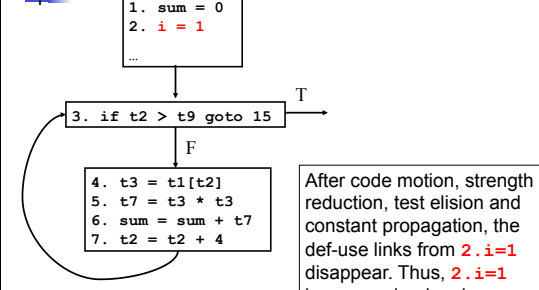 1. sum = 0
2. i = 1
…
3. if t2 > t9 goto 15
T
F
4. t3 = t1[t2]
5. t7 = t3 * t3
6. sum = sum + t7
7. t2 = t2 + 4
After code motion, strength
reduction, test elision and
constant propagation, the
def-use links from 2.i=1
disappear. Thus, 2.i=1